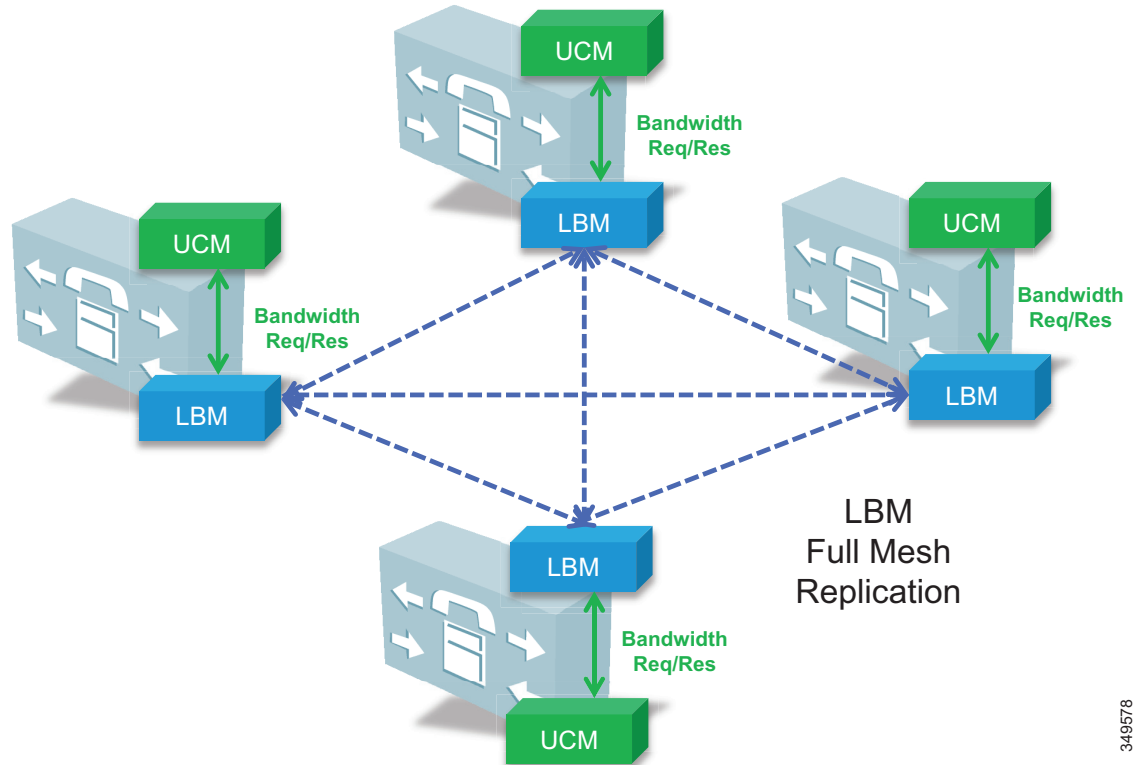 UCM
Bandwidth
Req/Res
LBM
UCM
Bandwidth
Req/Res
LBM
UCM
Bandwidth
Req/Res
LBM
LBM
Bandwidth
Req/Res
UCM
LBM
Full Mesh
Replication
349578